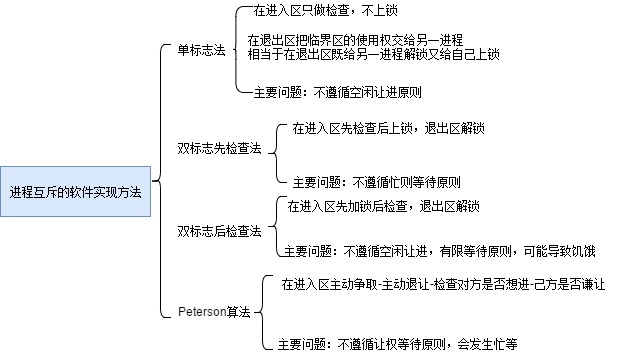 进程互斥的软件实现方法
单标志法
在进入区只做检查，不上锁
在退出区把临界区的使用权交给另一进程
相当于在退出区既给另一进程解锁又给自己上锁
主要问题：不遵循空闲让进原则
双标志先检查法
在进入区先检查后上锁，退出区解锁
主要问题：不遵循忙则等待原则
双标志后检查法
在进入区先加锁后检查，退出区解锁
主要问题：不遵循空闲让进，有限等待原则，可能导致饥饿
Peterson算法
在进入区主动争取-主动退让-检查对方是否想进-己方是否谦让
主要问题：不遵循让权等待原则，会发生忙等